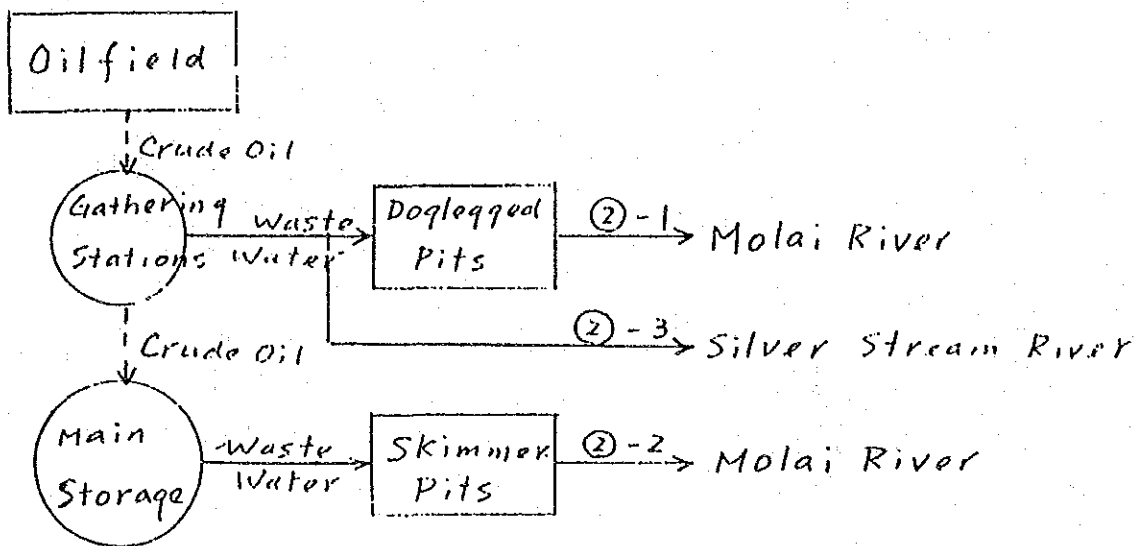 Oilfield
Crude Oil
Gathering
Stations
Waste
Water
Doglegged
Pits
②-1
Molai River
②-3
Silver Stream River
Crude Oil
Main
Storage
Waste
Water
Skimmer
Pits
②-2
Molai River